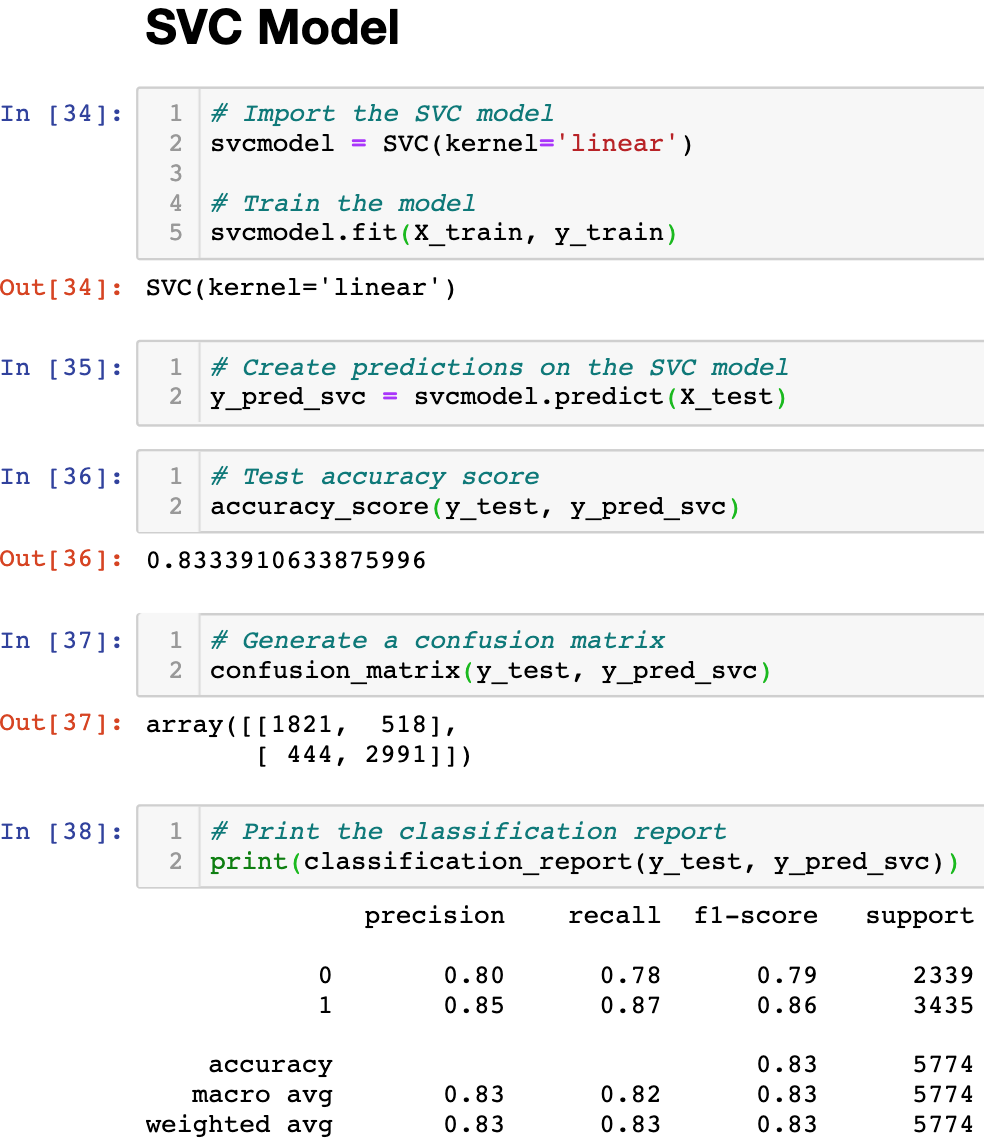 SVC Model
In [34]:
1 # Import the SVC model
2 svcmodel = SVC(kernel='linear')
3
4 # Train the model
5 svcmodel.fit(X_train, y_train)
Out[34]: SVC(kernel='linear')
In [35]:
1 # Create predictions on the SVC model
2 y_pred_svc = svcmodel.predict(X_test)
In [36]:
1 # Test accuracy score
2 accuracy_score(y_test, y_pred_svc)
Out[36]: 0.8333910633875996
In [37]:
1 # Generate a confusion matrix
2 confusion_matrix(y_test, y_pred_svc)
Out[37]: array([[1821,  518],
       [ 444, 2991]])
In [38]:
1 # Print the classification report
2 print(classification_report(y_test, y_pred_svc))
precision recall f1-score support
0 0.80 0.78 0.79 2339
1 0.85 0.87 0.86 3435
accuracy 0.83 5774
macro avg 0.83 0.82 0.83 5774
weighted avg 0.83 0.83 0.83 5774